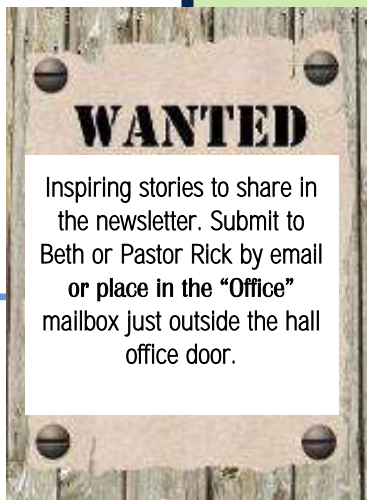 WANTED
Inspiring stories to share in
the newsletter. Submit to
Beth or Pastor Rick by email
or place in the “Office”
mailbox just outside the hall
office door.